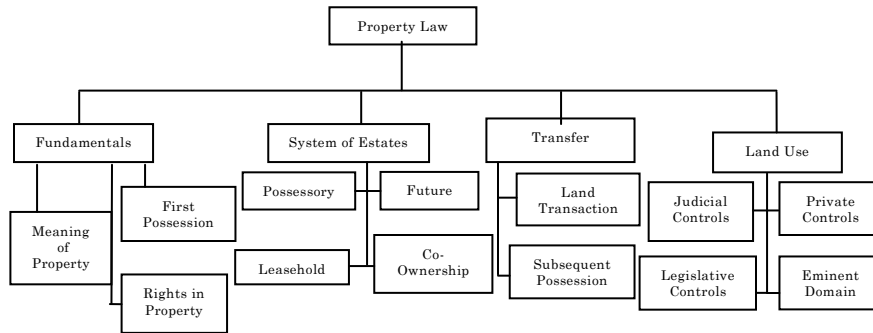 Property Law
Fundamentals
System of Estates
Transfer
Land Use
First
Possession
Meaning
of
Property
Rights in
Property
Possessory
Future
Leasehold
Co-
Ownership
Land
Transaction
Subsequent
Possession
Judicial
Controls
Private
Controls
Legislative
Controls
Eminent
Domain